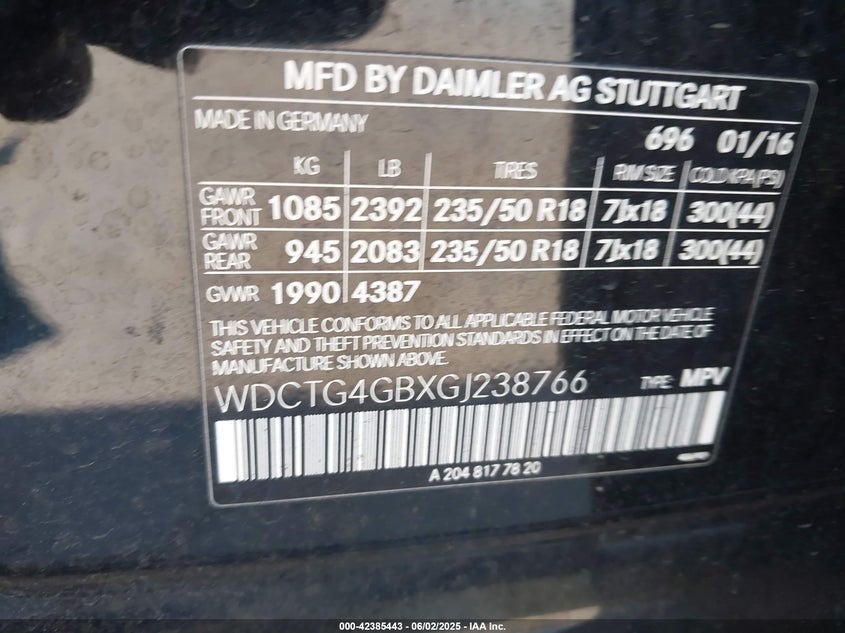 MFD BY DAIMLER AG STUTTGART
MADE IN GERMANY 696 01/16
KG LB TIRES RIM SIZE COLD KPA (PSI)
GAWR FRONT 1085 2392 235/50 R18 7Jx18 300(44)
GAWR REAR 945 2083 235/50 R18 7Jx18 300(44)
GVWR 1990 4387
THIS VEHICLE CONFORMS TO ALL APPLICABLE FEDERAL MOTOR VEHICLE
SAFETY AND THEFT PREVENTION STANDARDS IN EFFECT ON THE DATE OF
MANUFACTURE SHOWN ABOVE.
WDCTG4GBXGJ238766 TYPE: MPV
A 204 817 78 20
000-42385443 - 06/02/2025 - IAA Inc.